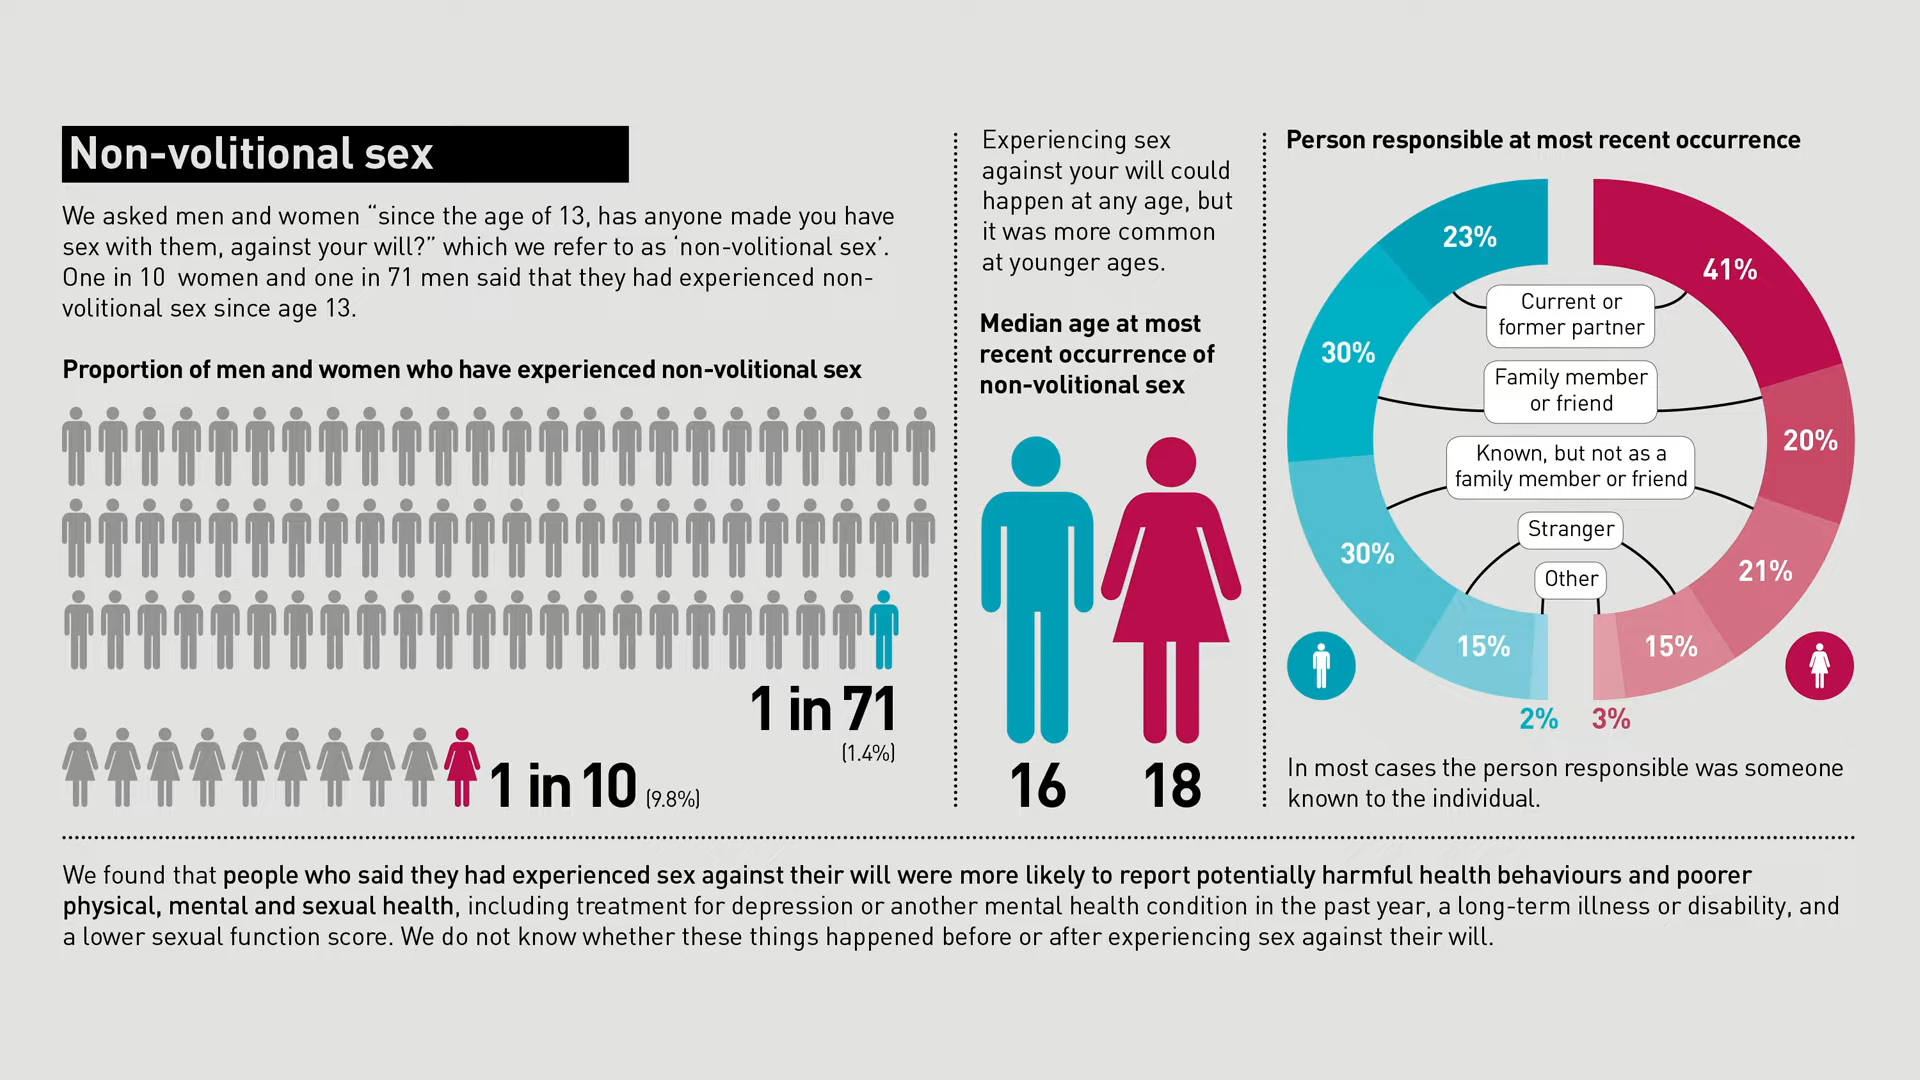 Non-volitional sex
We asked men and women “since the age of 13, has anyone made you have
sex with them, against your will?” which we refer to as ‘non-volitional sex’.
One in 10  women and one in 71 men said that they had experienced non-
volitional sex since age 13.
Proportion of men and women who have experienced non-volitional sex
1 in 71
(1.4%)
1 in 10 (9.8%)
Experiencing sex
against your will could
happen at any age, but
it was more common
at younger ages.
Median age at most
recent occurrence of
non-volitional sex
16
18
Person responsible at most recent occurrence
23%
41%
Current or
former partner
30%
Family member
or friend
20%
Known, but not as a
family member or friend
30%
Stranger
21%
Other
15%
15%
2%
3%
In most cases the person responsible was someone
known to the individual.
We found that people who said they had experienced sex against their will were more likely to report potentially harmful health behaviours and poorer
physical, mental and sexual health, including treatment for depression or another mental health condition in the past year, a long-term illness or disability, and
a lower sexual function score. We do not know whether these things happened before or after experiencing sex against their will.